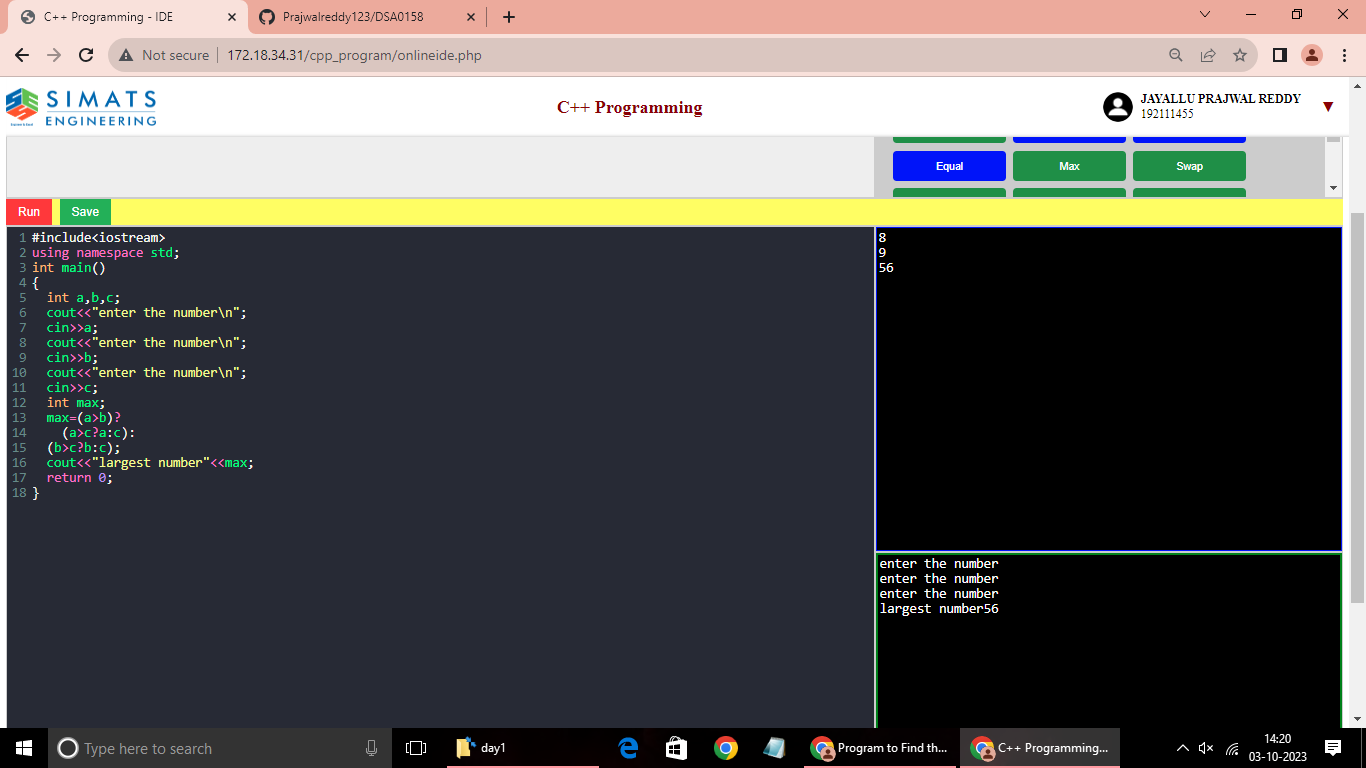 C++ Programming - IDE
Prajwalreddy123/DSA0158
Not secure 172.18.34.31/cpp_program/onlineide.php
SIMATS
ENGINEERING
C++ Programming
JAYALLU PRAJWAL REDDY
192111455
Equal Max Swap
Run Save
1 #include<iostream>
2 using namespace std;
3 int main()
4 {
5 int a,b,c;
6 cout<<"enter the number\n";
7 cin>>a;
8 cout<<"enter the number\n";
9 cin>>b;
10 cout<<"enter the number\n";
11 cin>>c;
12 int max;
13 max=(a>b)?
14 (a>c?a:c):
15 (b>c?b:c);
16 cout<<"largest number"<<max;
17 return 0;
18 }
8
9
56
enter the number
enter the number
enter the number
largest number56
Type here to search
day1
Program to Find th...
C++ Programming...
14:20
03-10-2023